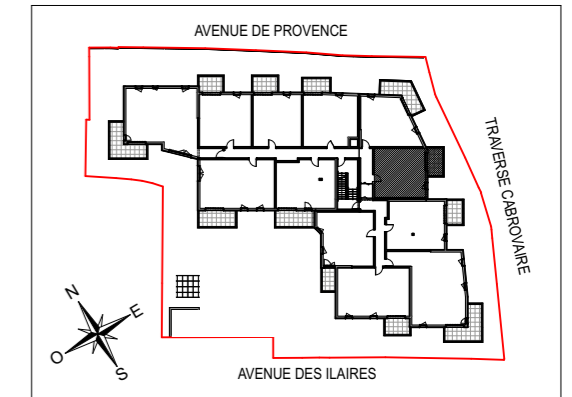 AVENUE DE PROVENCE
TRAVERSE CABROVAIRE
N
E
O
S
AVENUE DES ILAIRES